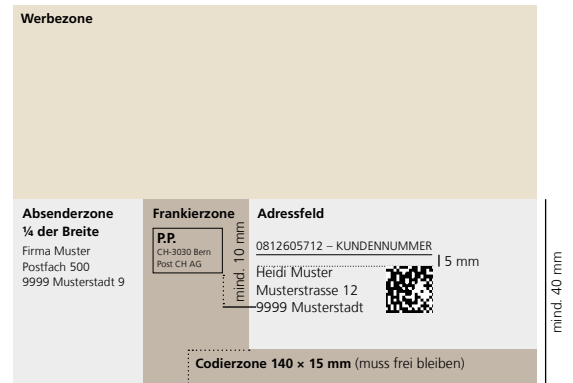 Werbezone
Absenderzone
¼ der Breite
Firma Muster
Postfach 500
9999 Musterstadt 9
Frankierzone
P.P.
CH-3030 Bern
Post CH AG
mind. 10 mm
Adressfeld
0812605712 – KUNDENNUMMER
5 mm
Heidi Muster
Musterstrasse 12
9999 Musterstadt
mind. 40 mm
Codierzone 140 × 15 mm (muss frei bleiben)